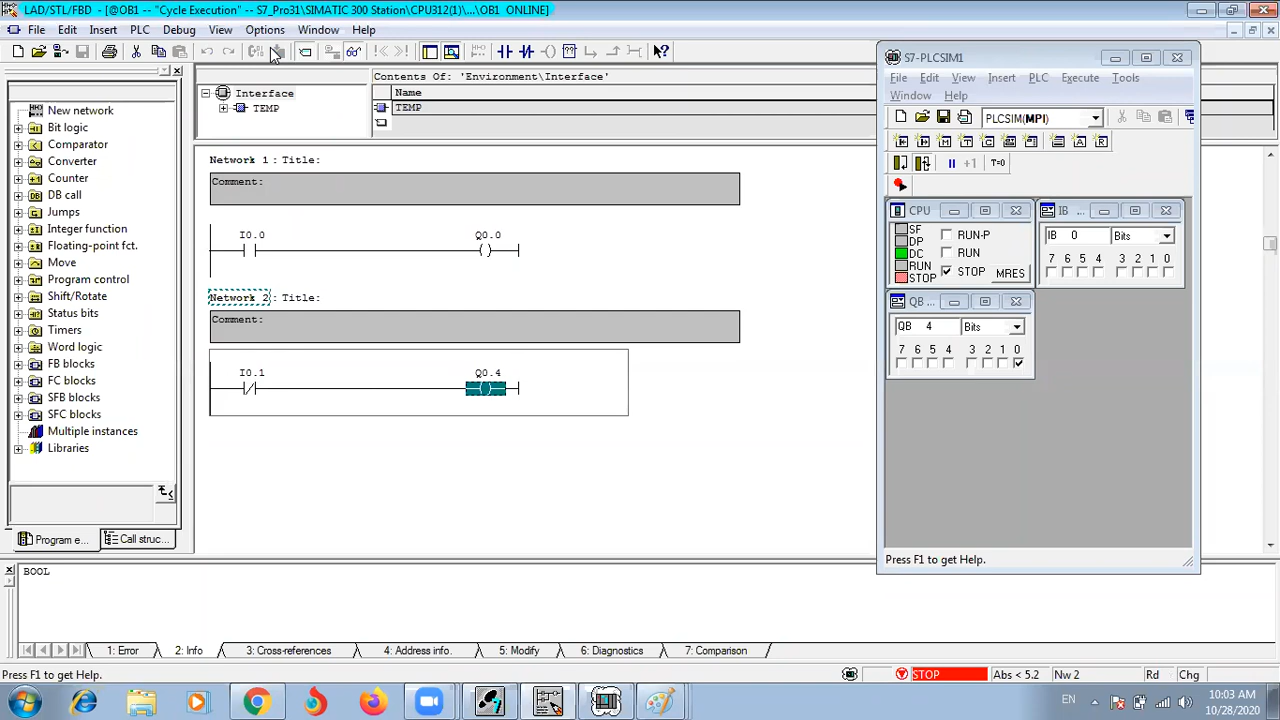 LAD/STL/FBD - [@OB1 -- "Cycle Execution" -- S7_Pro31\SIMATIC 300 Station\CPU312(1)\...\OB1 ONLINE]
File Edit Insert PLC Debug View Options Window Help
New network
Bit logic
Comparator
Converter
Counter
DB call
Jumps
Integer function
Floating-point fct.
Move
Program control
Shift/Rotate
Status bits
Timers
Word logic
FB blocks
FC blocks
SFB blocks
SFC blocks
Multiple instances
Libraries
Program e... Call struc...
Interface
TEMP
Contents Of: 'Environment\Interface'
Name
TEMP
Network 1 : Title:
Comment:
I0.0 Q0.0
Network 2 : Title:
Comment:
I0.1 Q0.4
S7-PLCSIM1
File Edit View Insert PLC Execute Tools
Window Help
PLCSIM(MPI)
+1 T=0
CPU
SF
DP
DC
RUN
STOP
RUN-P
RUN
STOP MRES
IB ...
IB 0 Bits
7 6 5 4 3 2 1 0
QB ...
QB 4 Bits
7 6 5 4 3 2 1 0
Press F1 to get Help.
BOOL
1: Error 2: Info 3: Cross-references 4: Address info. 5: Modify 6: Diagnostics 7: Comparison
Press F1 to get Help.
STOP Abs < 5.2 Nw 2 Rd Chg
EN
10:03 AM
10/28/2020